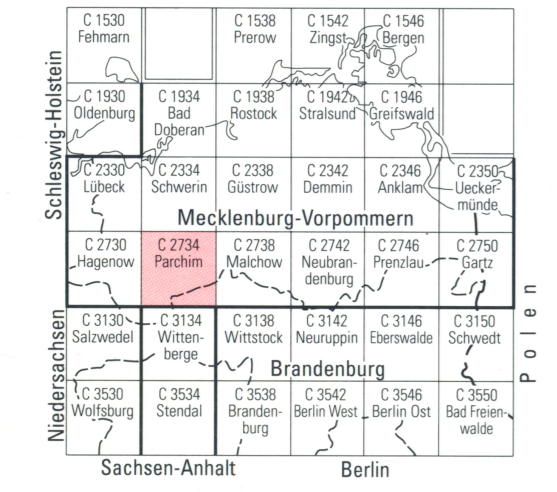 C 1530
Fehmarn
C 1538
Prerow
C 1542
Zingst
C 1546
Bergen
C 1930
Oldenburg
C 1934
Bad
Doberan
C 1938
Rostock
C 1942
Stralsund
C 1946
Greifswald
Schleswig-Holstein
C 2330
Lübeck
C 2334
Schwerin
C 2338
Güstrow
C 2342
Demmin
C 2346
Anklam
C 2350
Uecker-
münde
Mecklenburg-Vorpommern
C 2730
Hagenow
C 2734
Parchim
C 2738
Malchow
C 2742
Neubran-
denburg
C 2746
Prenzlau
C 2750
Gartz
Polen
Niedersachsen
C 3130
Salzwedel
C 3134
Witten-
berge
C 3138
Wittstock
C 3142
Neuruppin
C 3146
Eberswalde
C 3150
Schwedt
Brandenburg
C 3530
Wolfsburg
C 3534
Stendal
C 3538
Branden-
burg
C 3542
Berlin West
C 3546
Berlin Ost
C 3550
Bad Freien-
walde
Sachsen-Anhalt
Berlin